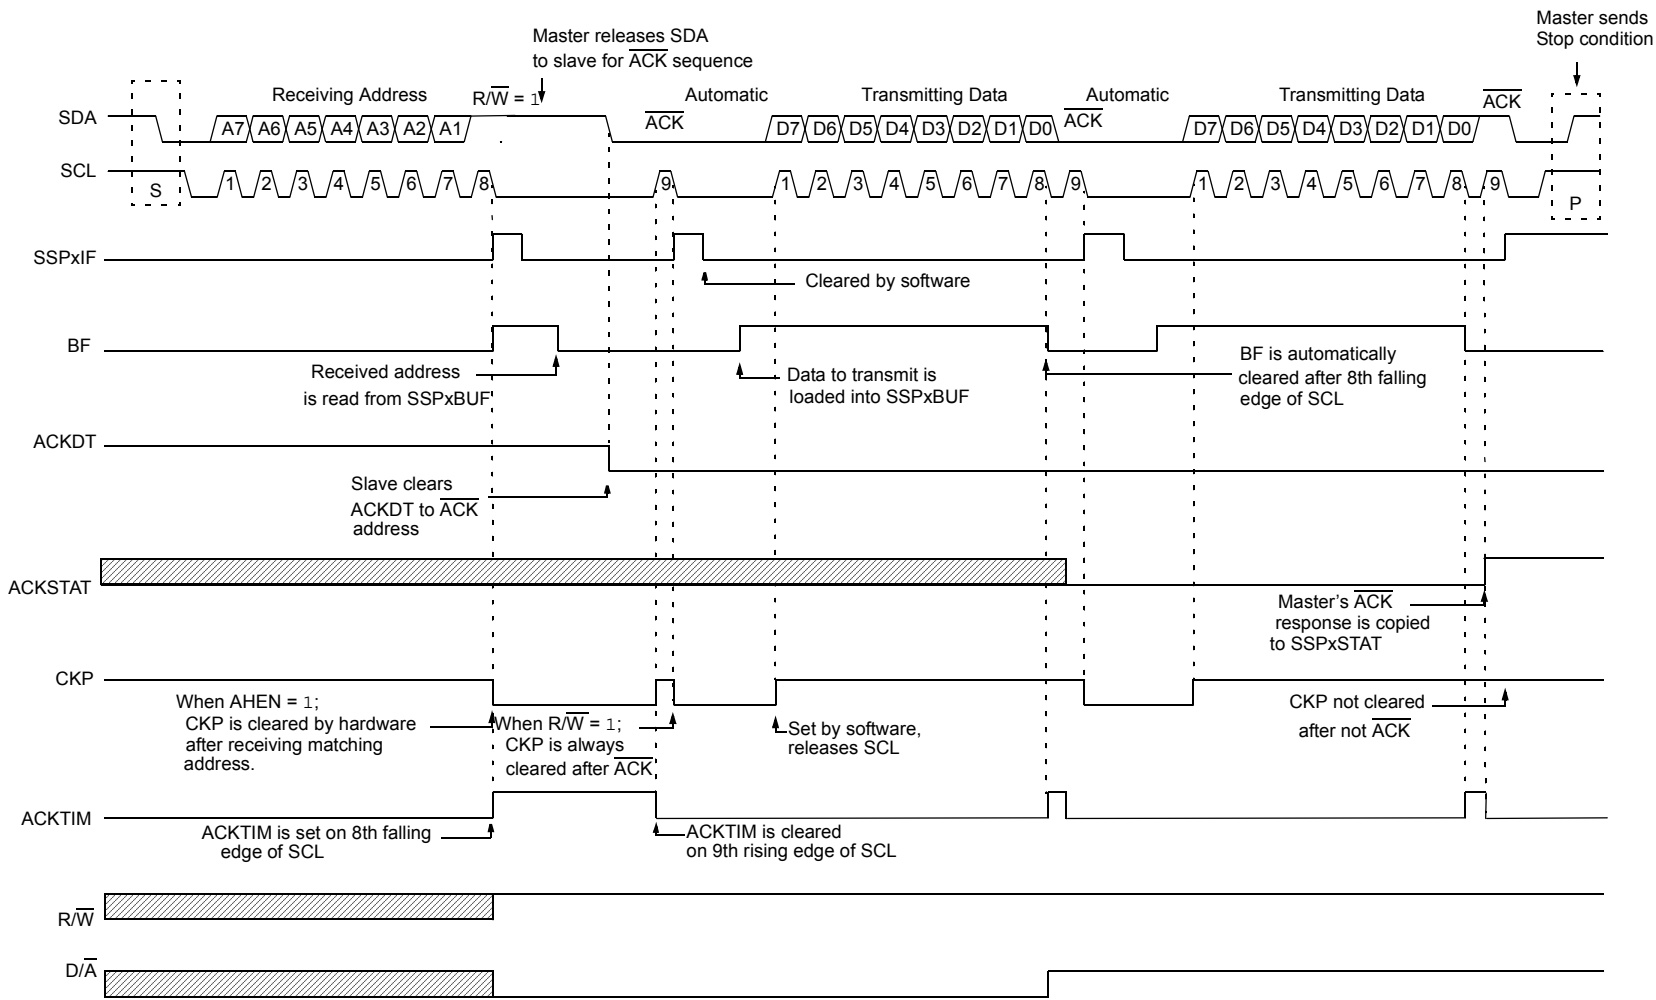 Master sends
Stop condition
Master releases SDA
to slave for ACK sequence
Receiving Address
R/W = 1
Automatic
Transmitting Data
Automatic
Transmitting Data
ACK
SDA
A7 A6 A5 A4 A3 A2 A1
ACK
D7 D6 D5 D4 D3 D2 D1 D0
ACK
D7 D6 D5 D4 D3 D2 D1 D0
SCL
S
1 2 3 4 5 6 7 8
9
1 2 3 4 5 6 7 8 9
1 2 3 4 5 6 7 8 9
P
SSPxIF
Cleared by software
BF
Received address
is read from SSPxBUF
Data to transmit is
loaded into SSPxBUF
BF is automatically
cleared after 8th falling
edge of SCL
ACKDT
Slave clears
ACKDT to ACK
address
ACKSTAT
Master's ACK
response is copied
to SSPxSTAT
CKP
When AHEN = 1;
CKP is cleared by hardware
after receiving matching
address.
When R/W = 1;
CKP is always
cleared after ACK
Set by software,
releases SCL
CKP not cleared
after not ACK
ACKTIM
ACKTIM is set on 8th falling
edge of SCL
ACKTIM is cleared
on 9th rising edge of SCL
R/W
D/A